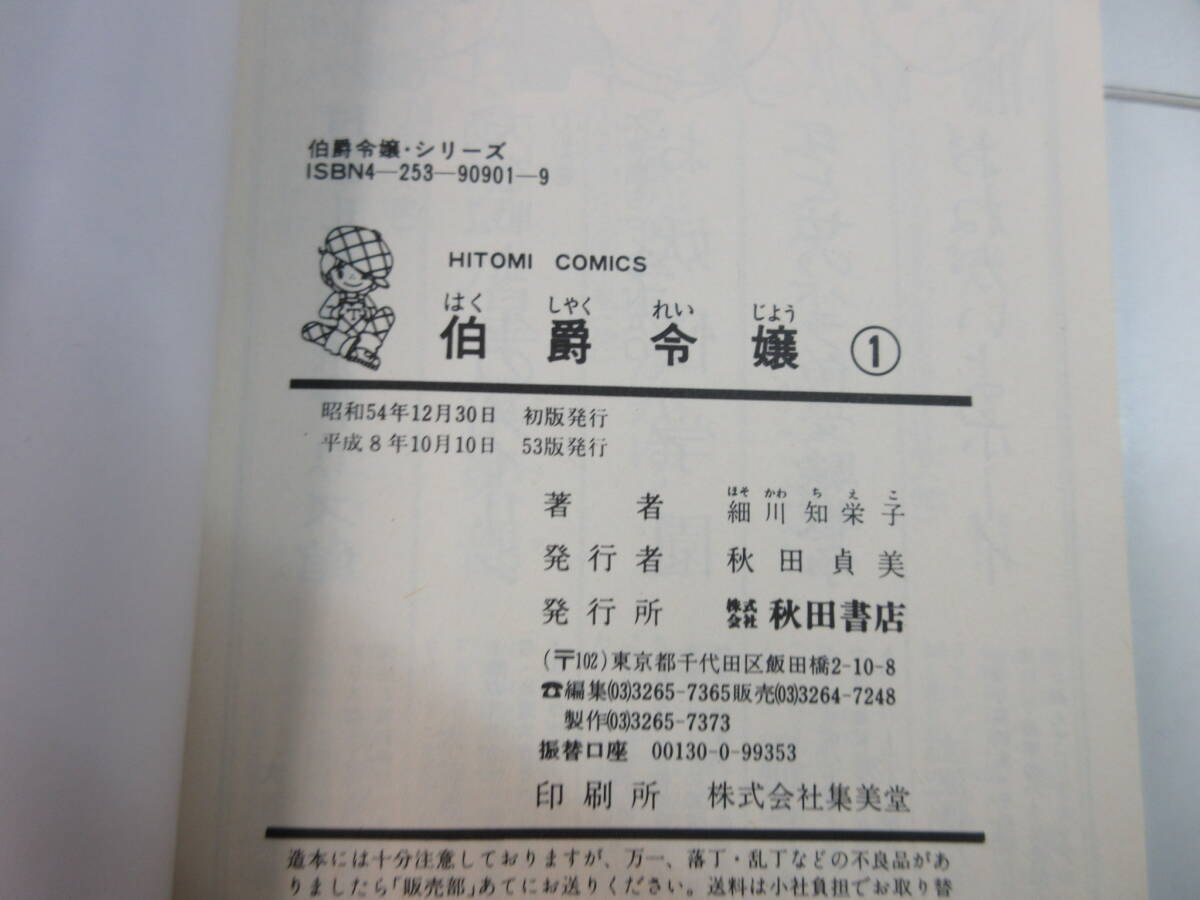 伯爵令嬢・シリーズ
ISBN4―253―90901―9
HITOMI COMICS
はく しやく れい じよう
伯爵令嬢 ①
昭和54年12月30日 初版発行
平成8年10月10日 53版発行
ほそ かわ ち え こ
著者 細川知栄子
発行者 秋田貞美
発行所 株式会社 秋田書店
(〒102)東京都千代田区飯田橋2-10-8
☎編集(03)3265-7365販売(03)3264-7248
製作(03)3265-7373
振替口座 00130-0-99353
印刷所 株式会社集美堂
造本には十分注意しておりますが、万一、落丁・乱丁などの不良品があ
りましたら「販売部」あてにお送りください。送料は小社負担でお取り替